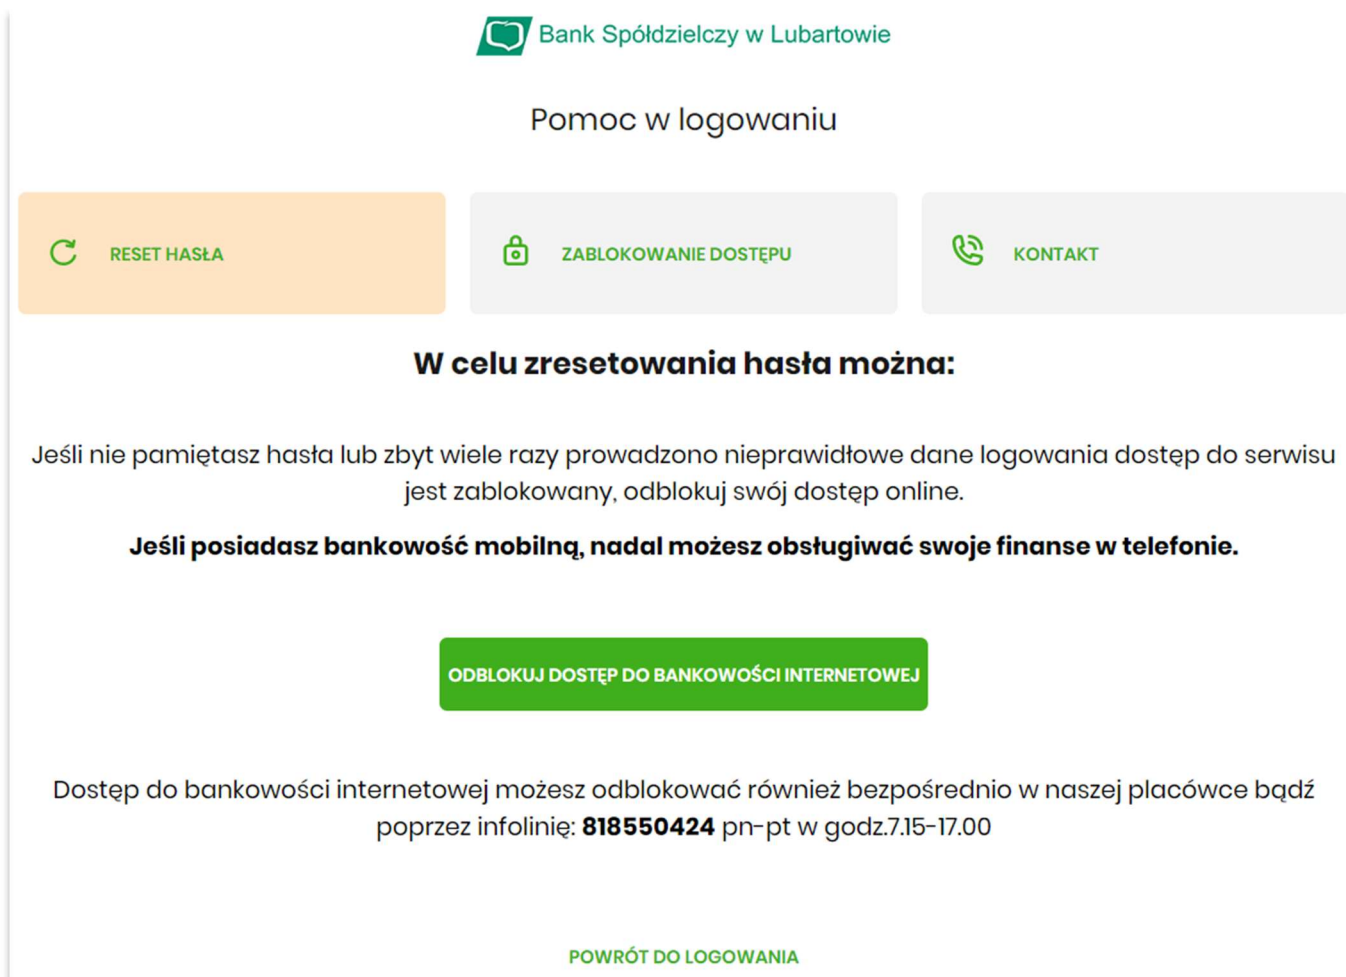 Bank Spółdzielczy w Lubartowie
Pomoc w logowaniu
RESET HASŁA
ZABLOKOWANIE DOSTĘPU
KONTAKT
W celu zresetowania hasła można:
Jeśli nie pamiętasz hasła lub zbyt wiele razy prowadzono nieprawidłowe dane logowania dostęp do serwisu
jest zablokowany, odblokuj swój dostęp online.
Jeśli posiadasz bankowość mobilną, nadal możesz obsługiwać swoje finanse w telefonie.
ODBLOKUJ DOSTĘP DO BANKOWOŚCI INTERNETOWEJ
Dostęp do bankowości internetowej możesz odblokować również bezpośrednio w naszej placówce bądź
poprzez infolinię: 818550424 pn-pt w godz.7.15-17.00
POWRÓT DO LOGOWANIA